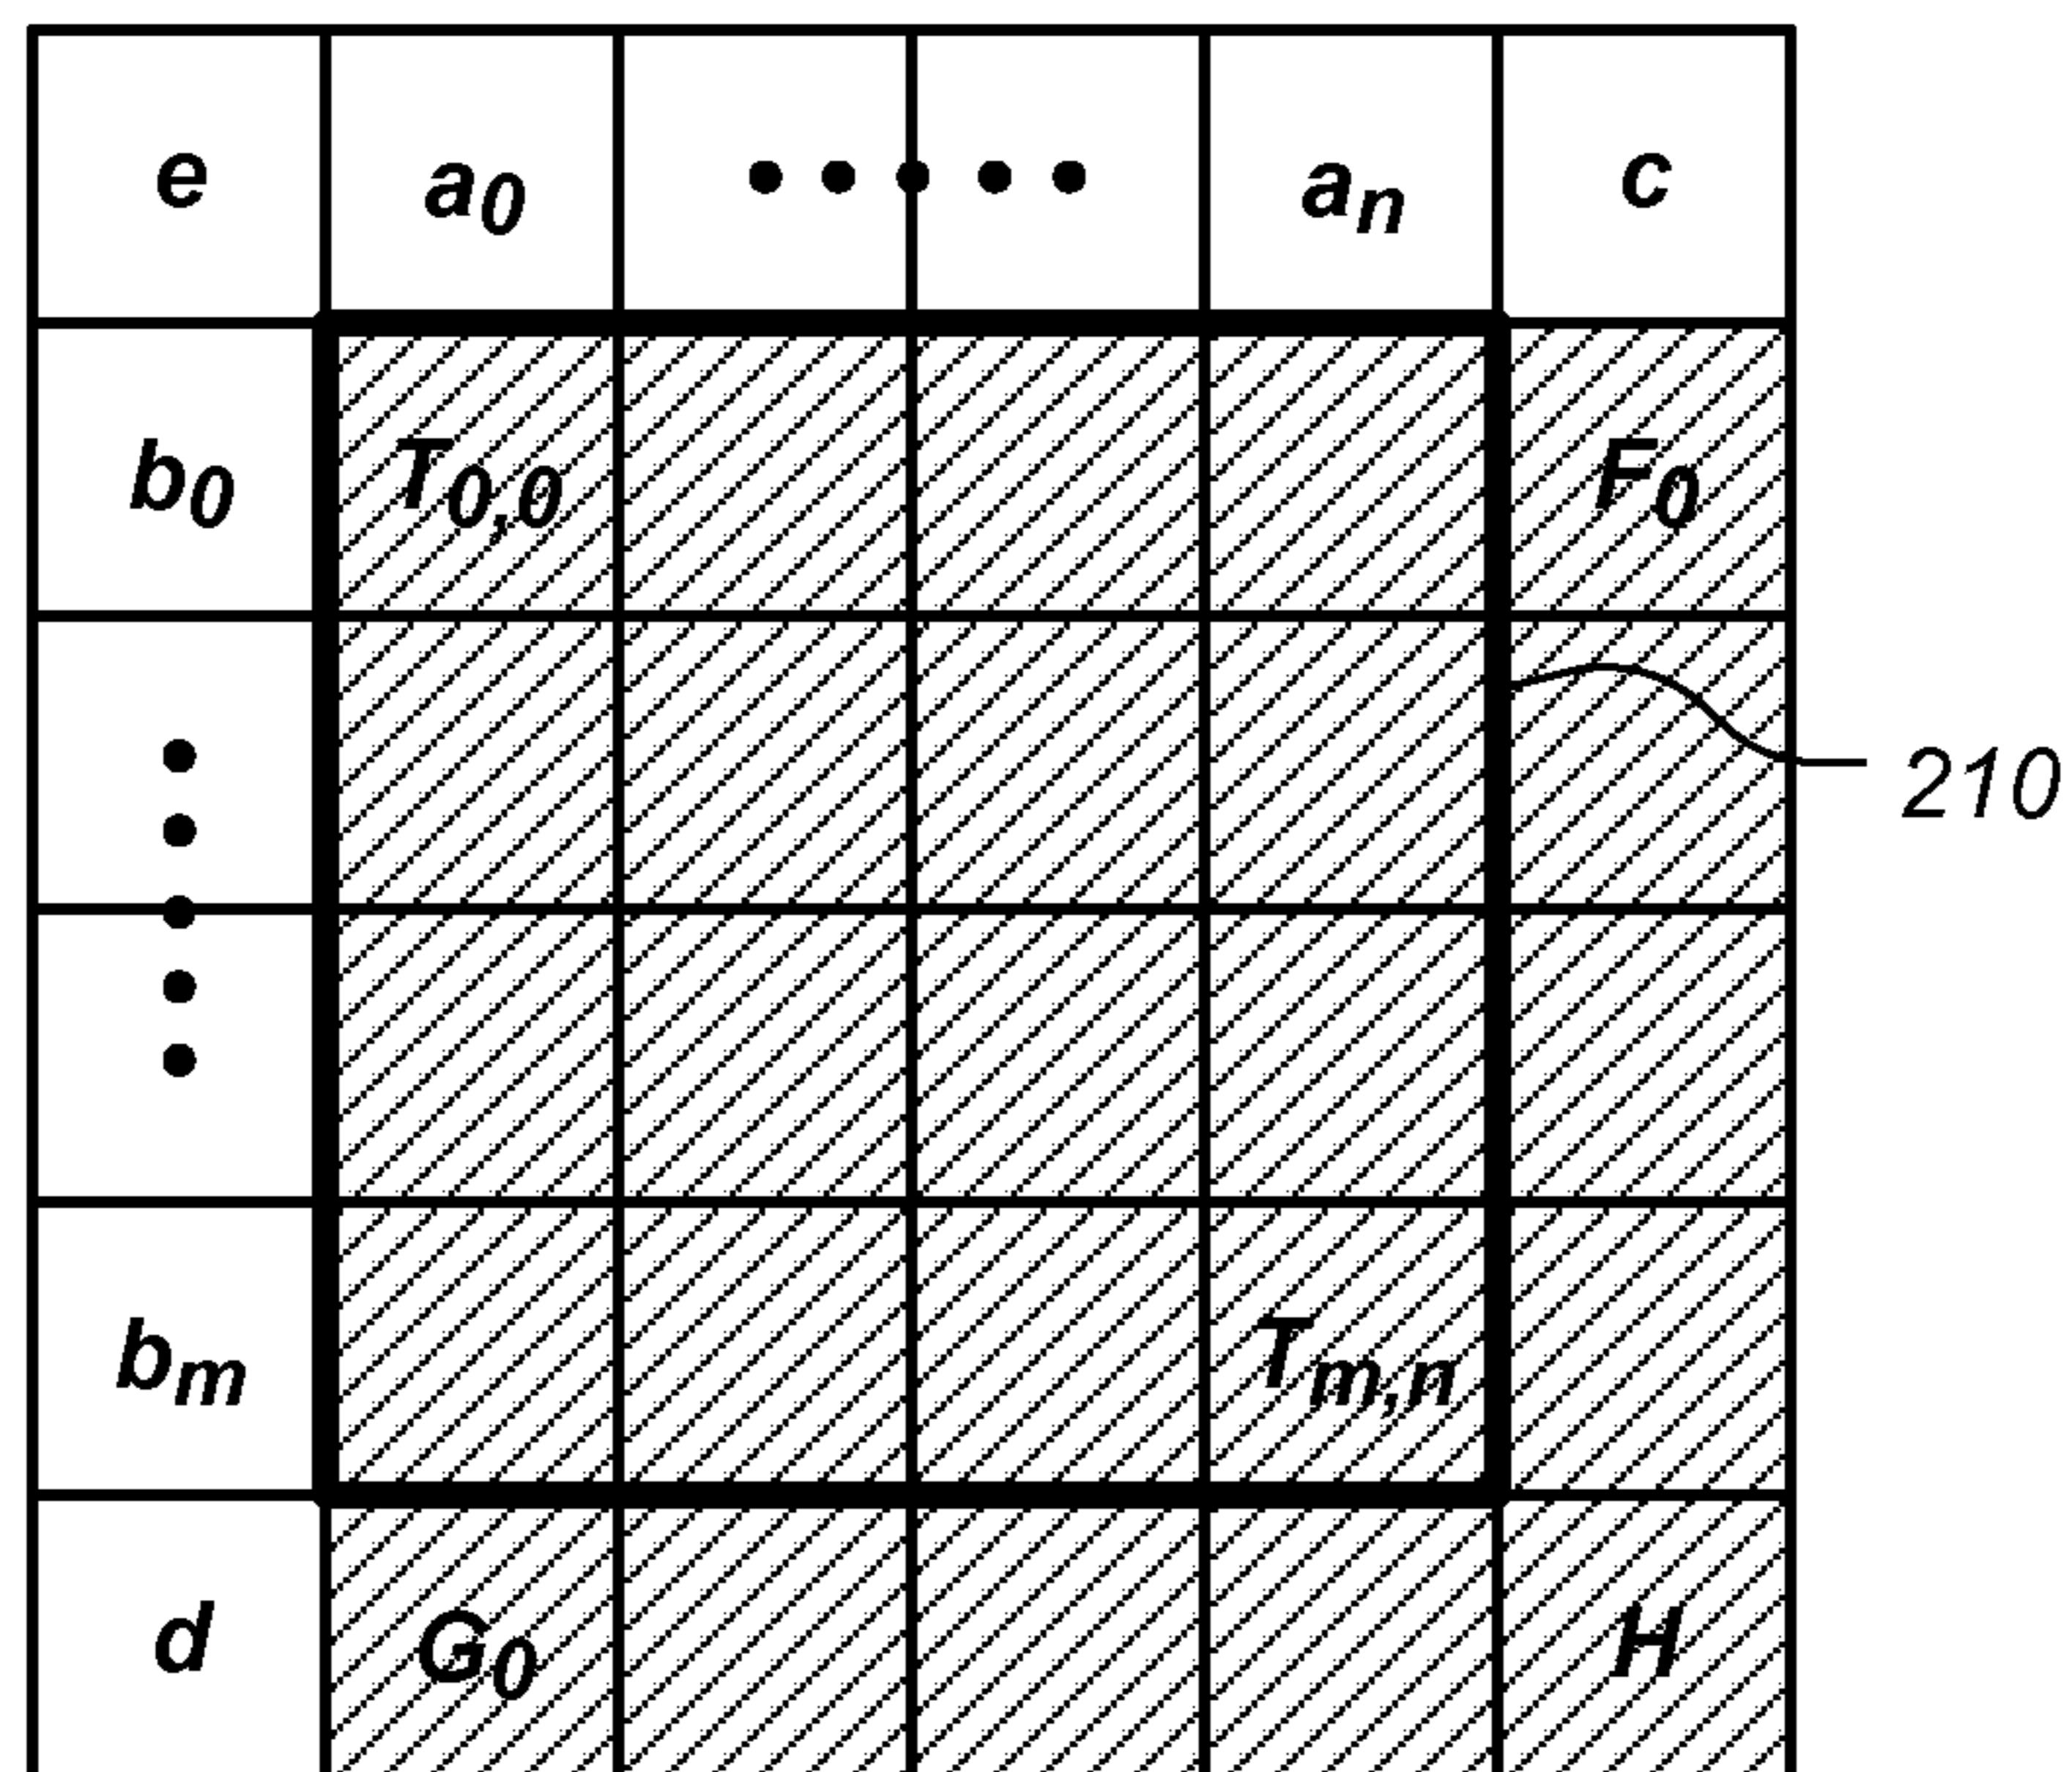 e a0 • • • • • an c
b0 T0,0 F0
210
bm Tm,n
d G0 H